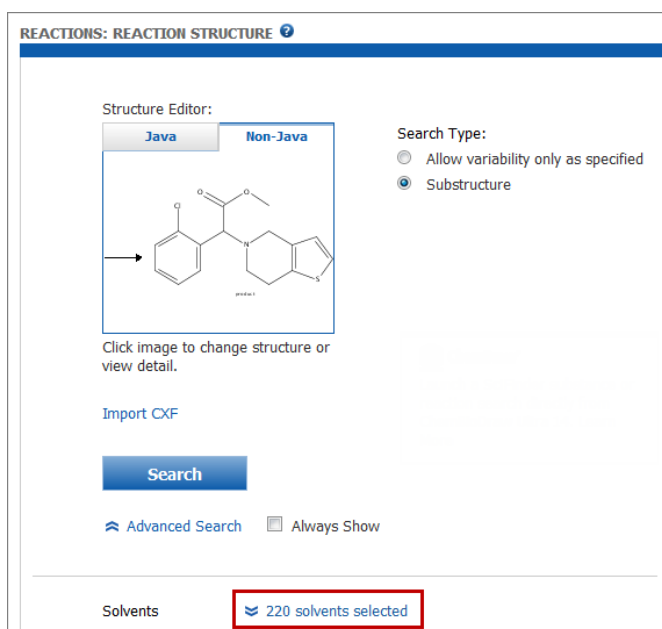 REACTIONS: REACTION STRUCTURE ?
Structure Editor:
Java Non-Java
Search Type:
Allow variability only as specified
Substructure
O
O
Cl
N
S
product
Click image to change structure or
view detail.
Import CXF
Search
Advanced Search Always Show
Solvents 220 solvents selected